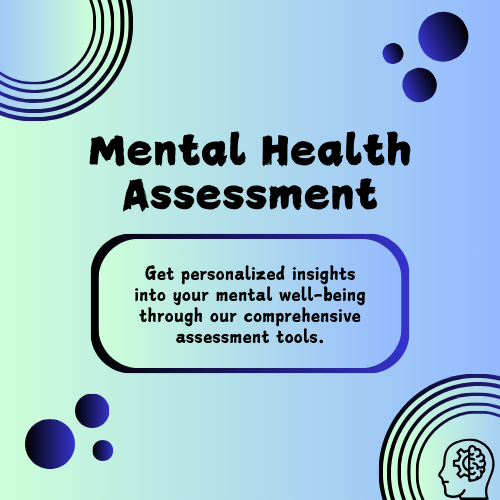 Mental Health
Assessment
Get personalized insights
into your mental well-being
through our comprehensive
assessment tools.